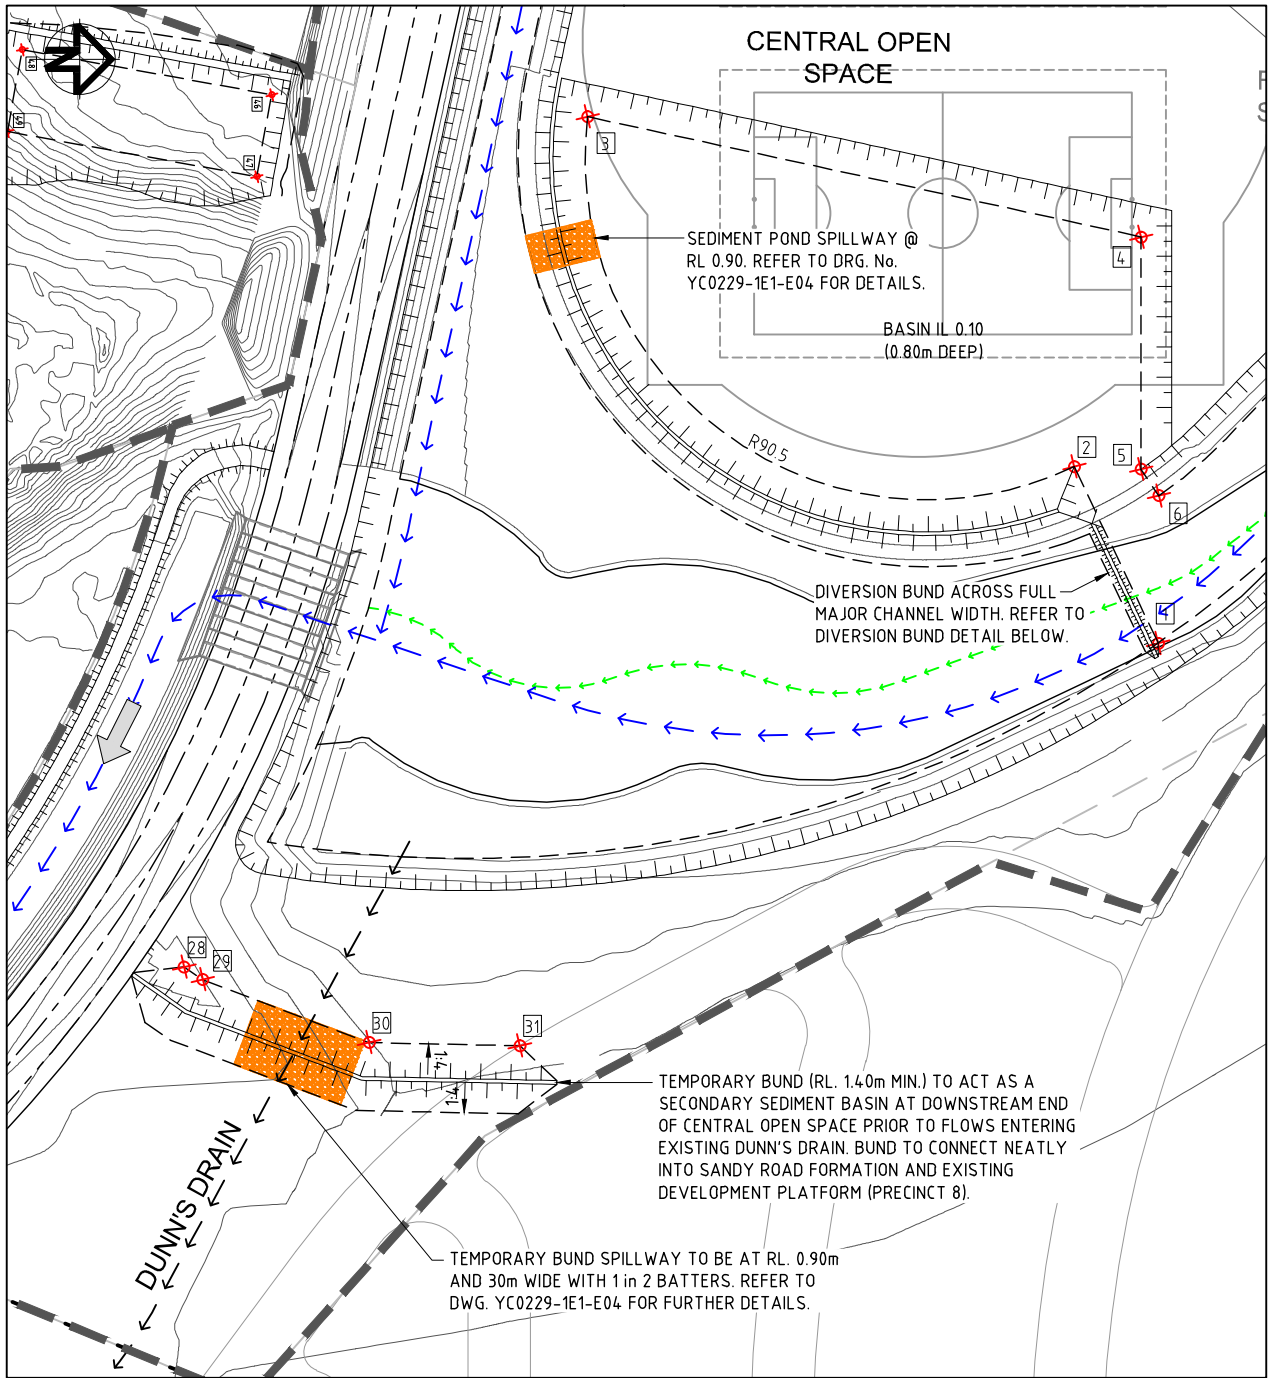 CENTRAL OPEN
SPACE
N
48
49
46
47
3
4
SEDIMENT POND SPILLWAY @
RL 0.90. REFER TO DRG. No.
YC0229-1E1-E04 FOR DETAILS.
BASIN IL 0.10
(0.80m DEEP)
R90.5
2
5
6
DIVERSION BUND ACROSS FULL
MAJOR CHANNEL WIDTH. REFER TO
DIVERSION BUND DETAIL BELOW.
28
29
30
31
1:4
1:4
TEMPORARY BUND (RL. 1.40m MIN.) TO ACT AS A
SECONDARY SEDIMENT BASIN AT DOWNSTREAM END
OF CENTRAL OPEN SPACE PRIOR TO FLOWS ENTERING
EXISTING DUNN'S DRAIN. BUND TO CONNECT NEATLY
INTO SANDY ROAD FORMATION AND EXISTING
DEVELOPMENT PLATFORM (PRECINCT 8).
DUNN'S DRAIN
TEMPORARY BUND SPILLWAY TO BE AT RL. 0.90m
AND 30m WIDE WITH 1 in 2 BATTERS. REFER TO
DWG. YC0229-1E1-E04 FOR FURTHER DETAILS.